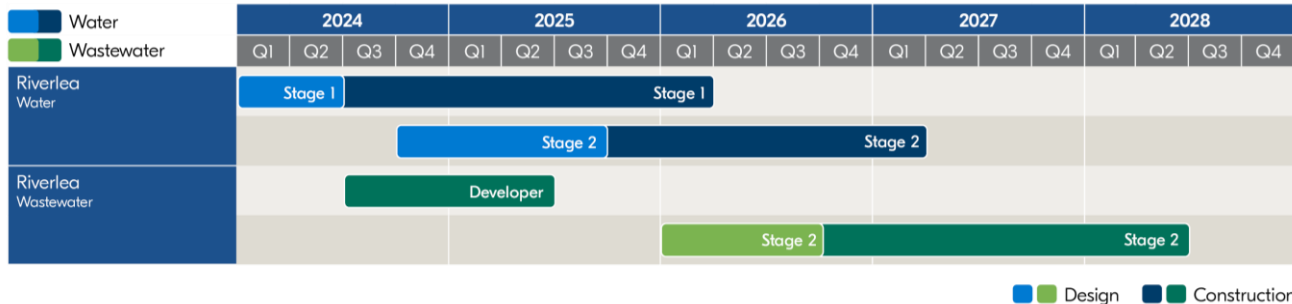 Water 2024 2025 2026 2027 2028
Wastewater Q1 Q2 Q3 Q4 Q1 Q2 Q3 Q4 Q1 Q2 Q3 Q4 Q1 Q2 Q3 Q4 Q1 Q2 Q3 Q4
Riverlea
Water
Stage 1 Stage 1
Stage 2 Stage 2
Riverlea
Wastewater
Developer
Stage 2 Stage 2
Design Construction